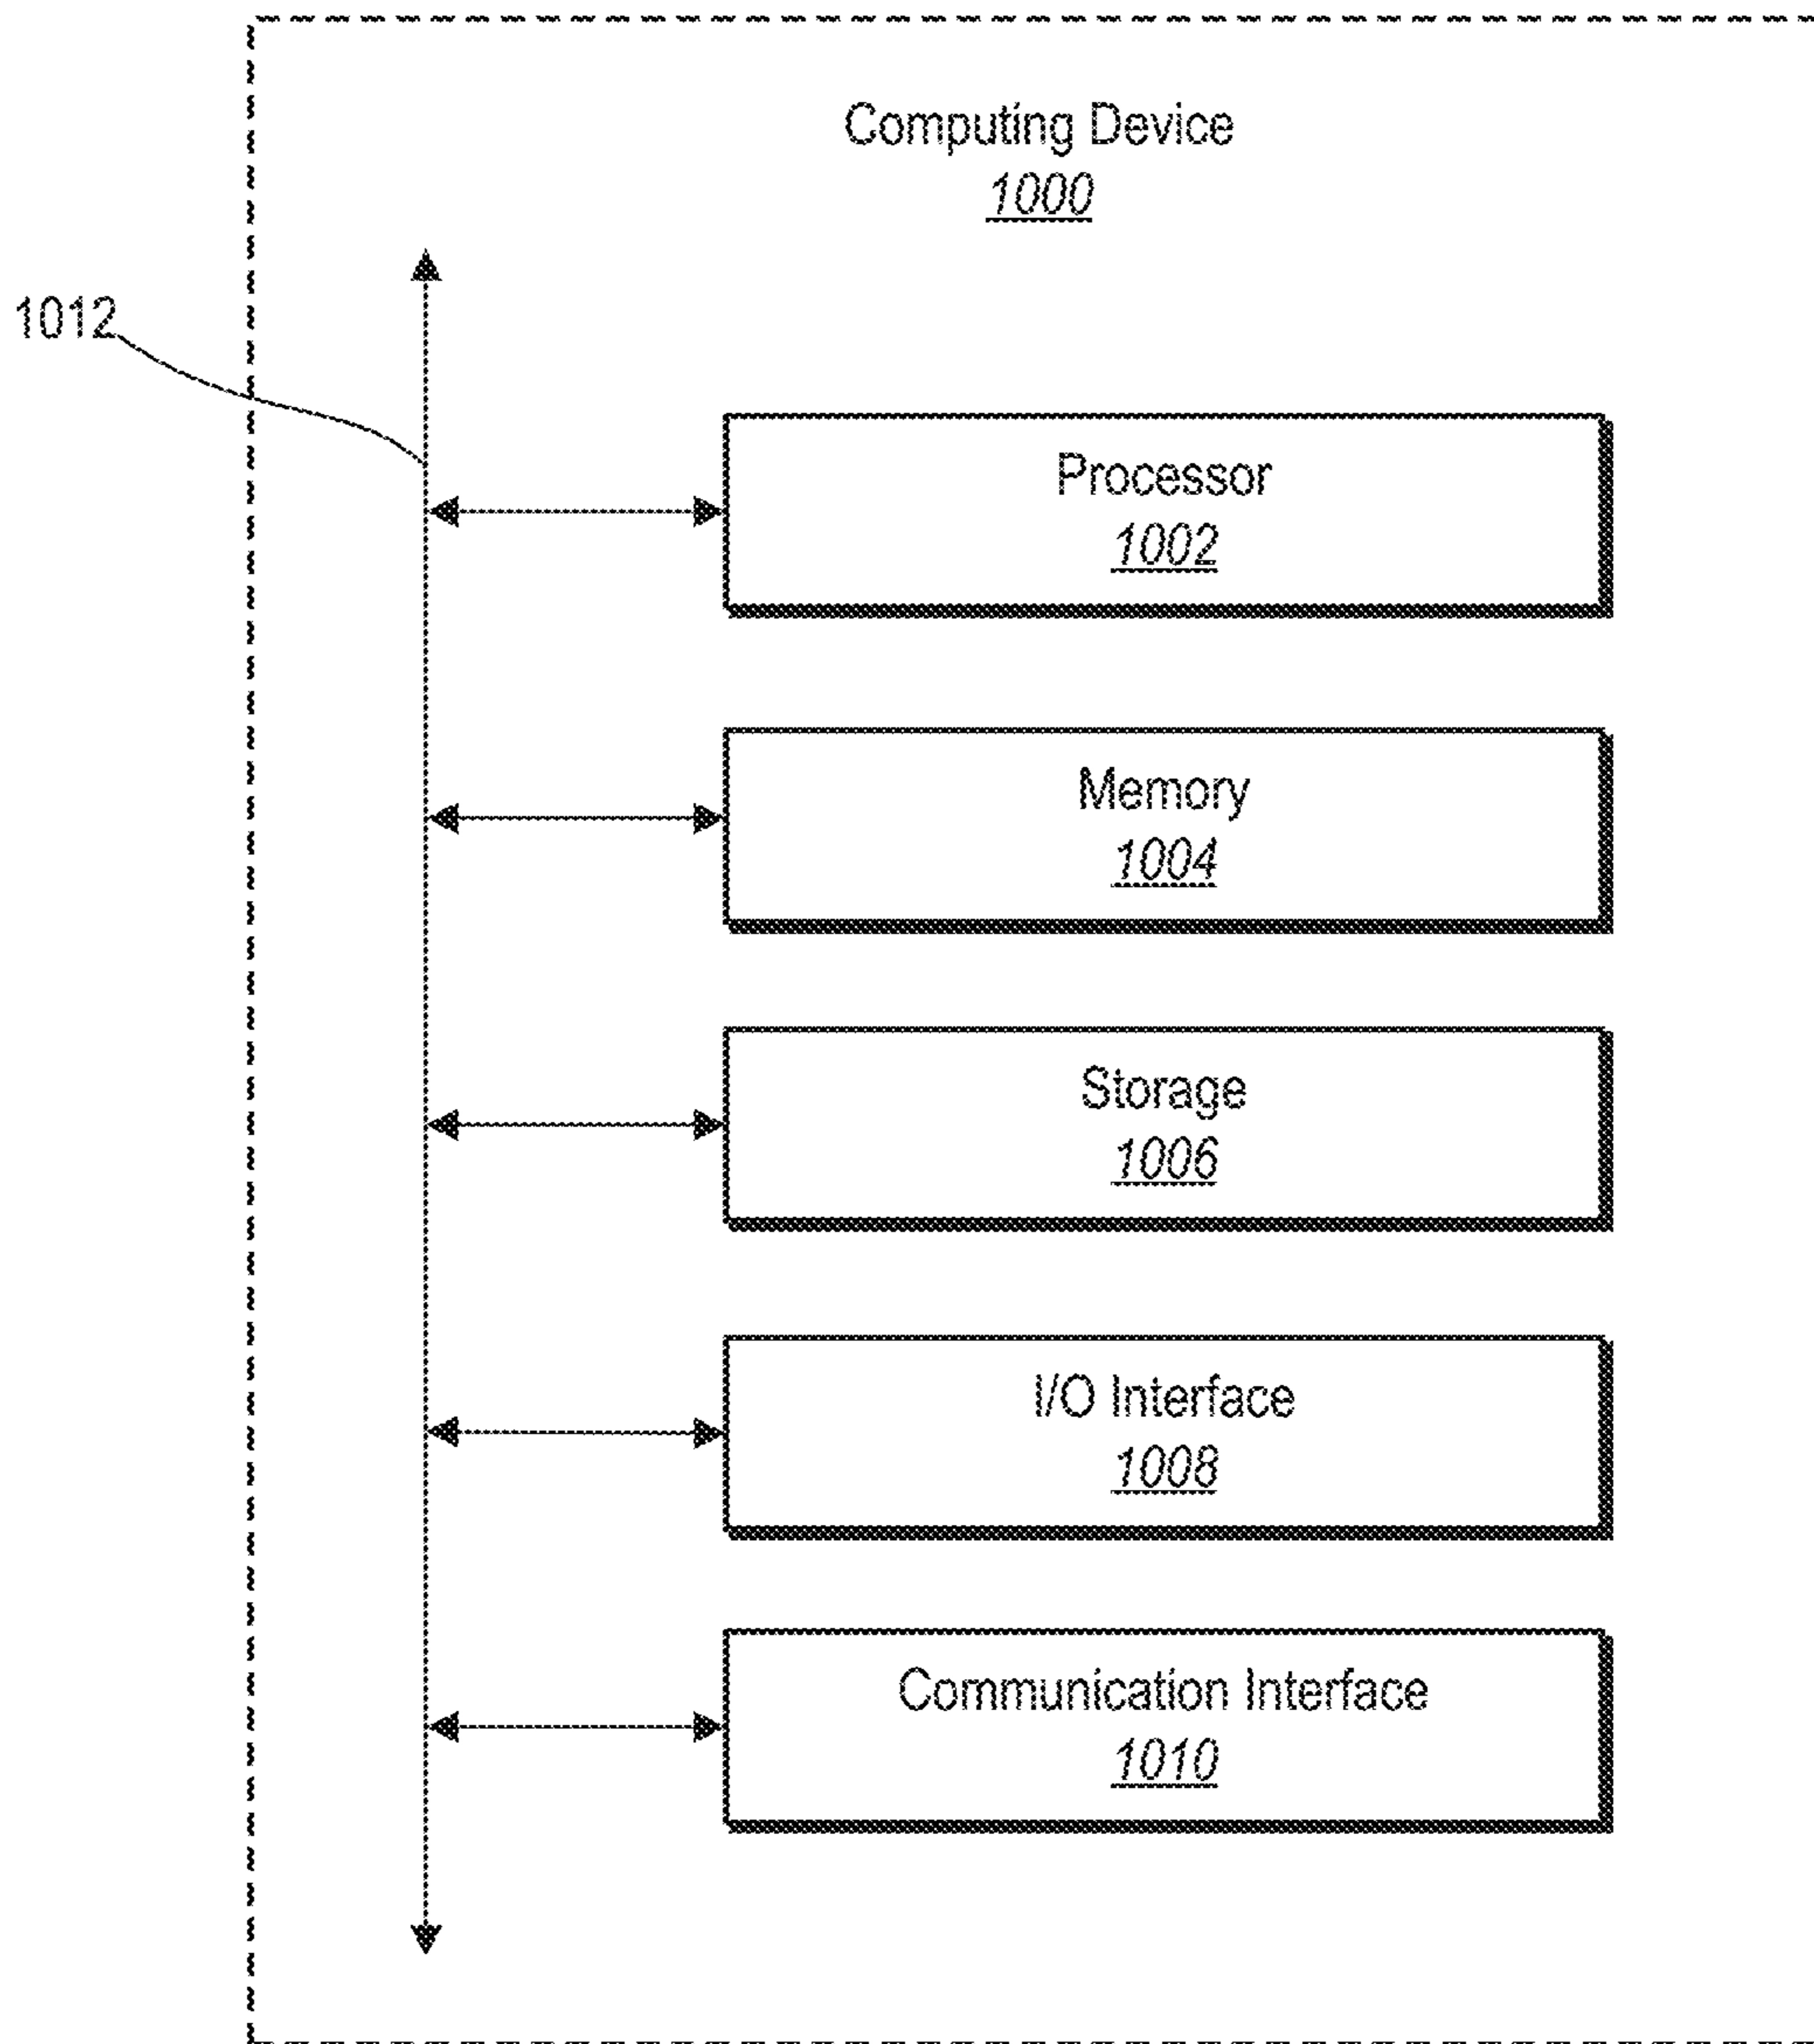 Computing Device
1000
1012
Processor
1002
Memory
1004
Storage
1006
I/O Interface
1008
Communication Interface
1010